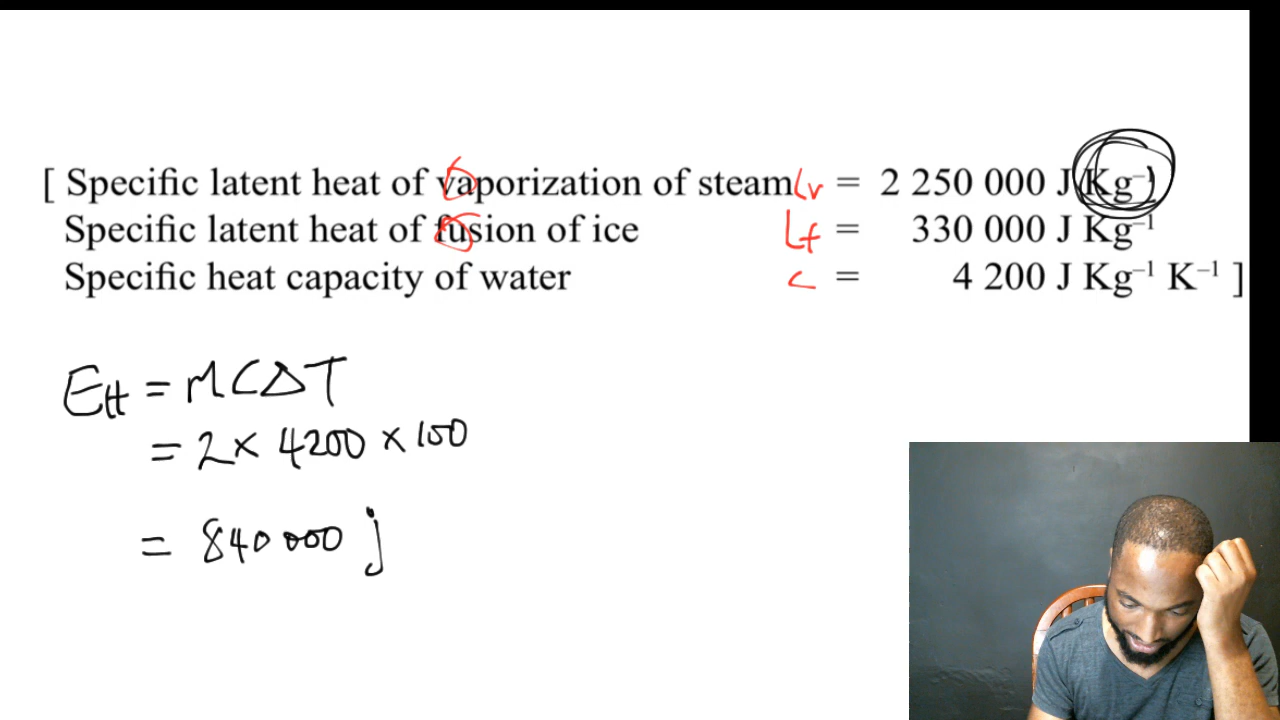 [ Specific latent heat of vaporization of steam Lv = 2 250 000 J Kg⁻¹
Specific latent heat of fusion of ice Lf = 330 000 J Kg⁻¹
Specific heat capacity of water c = 4 200 J Kg⁻¹ K⁻¹ ]
EH = MCΔT
= 2 × 4200 × 100
= 840 000 j